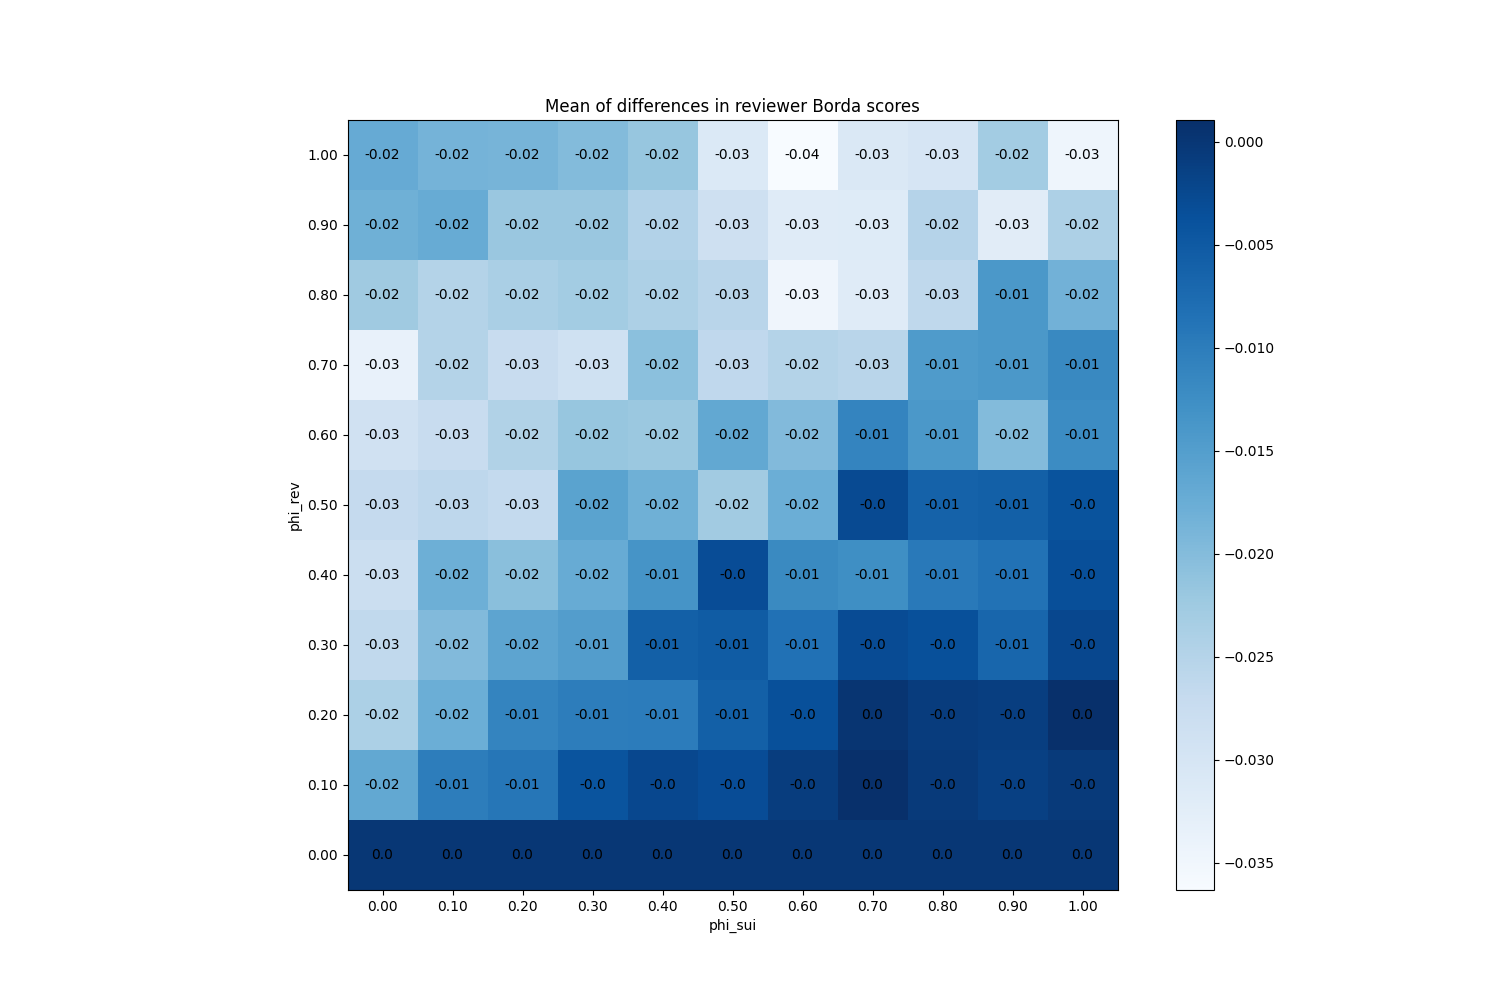 Mean of differences in reviewer Borda scores
1.00 -0.02 -0.02 -0.02 -0.02 -0.02 -0.03 -0.04 -0.03 -0.03 -0.02 -0.03
0.90 -0.02 -0.02 -0.02 -0.02 -0.02 -0.03 -0.03 -0.03 -0.02 -0.03 -0.02
0.80 -0.02 -0.02 -0.02 -0.02 -0.02 -0.03 -0.03 -0.03 -0.03 -0.01 -0.02
0.70 -0.03 -0.02 -0.03 -0.03 -0.02 -0.03 -0.02 -0.03 -0.01 -0.01 -0.01
0.60 -0.03 -0.03 -0.02 -0.02 -0.02 -0.02 -0.02 -0.01 -0.01 -0.02 -0.01
0.50 -0.03 -0.03 -0.03 -0.02 -0.02 -0.02 -0.02 -0.0 -0.01 -0.01 -0.0
0.40 -0.03 -0.02 -0.02 -0.02 -0.01 -0.0 -0.01 -0.01 -0.01 -0.01 -0.0
0.30 -0.03 -0.02 -0.02 -0.01 -0.01 -0.01 -0.01 -0.0 -0.0 -0.01 -0.0
0.20 -0.02 -0.02 -0.01 -0.01 -0.01 -0.01 -0.0 0.0 -0.0 -0.0 0.0
0.10 -0.02 -0.01 -0.01 -0.0 -0.0 -0.0 -0.0 0.0 -0.0 -0.0 -0.0
0.00 0.0 0.0 0.0 0.0 0.0 0.0 0.0 0.0 0.0 0.0 0.0
0.00 0.10 0.20 0.30 0.40 0.50 0.60 0.70 0.80 0.90 1.00
phi_sui
phi_rev
0.000
−0.005
−0.010
−0.015
−0.020
−0.025
−0.030
−0.035